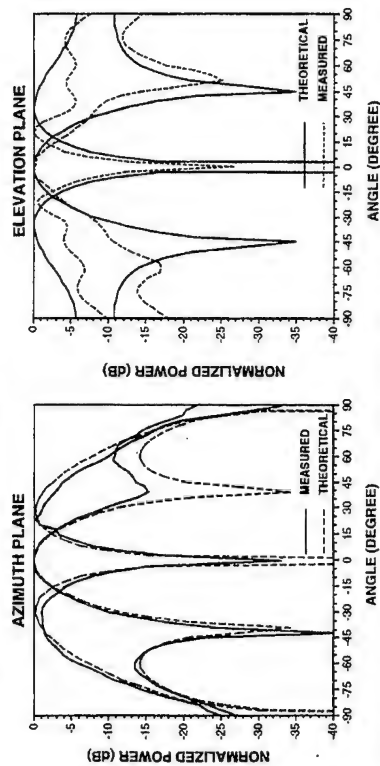 AZIMUTH PLANE
NORMALIZED POWER (dB)
0
-5
-10
-15
-20
-25
-30
-35
-40
MEASURED
THEORETICAL
-90 -75 -60 -45 -30 -15 0 15 30 45 60 75 90
ANGLE (DEGREE)
ELEVATION PLANE
NORMALIZED POWER (dB)
0
-5
-10
-15
-20
-25
-30
-35
-40
THEORETICAL
MEASURED
-90 -75 -60 -45 -30 -15 0 15 30 45 60 75 90
ANGLE (DEGREE)